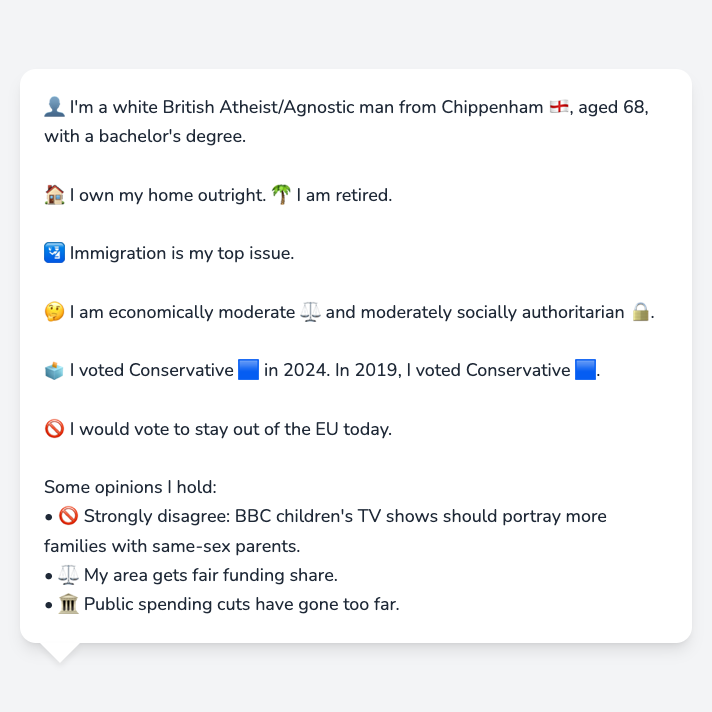 👤 I'm a white British Atheist/Agnostic man from Chippenham 🏴󠁧󠁢󠁥󠁮󠁧󠁿, aged 68,
with a bachelor's degree.
🏠 I own my home outright. 🌴 I am retired.
🛂 Immigration is my top issue.
🤔 I am economically moderate ⚖️ and moderately socially authoritarian 🔒.
🗳️ I voted Conservative 🟦 in 2024. In 2019, I voted Conservative 🟦.
🚫 I would vote to stay out of the EU today.
Some opinions I hold:
• 🚫 Strongly disagree: BBC children's TV shows should portray more
families with same-sex parents.
• ⚖️ My area gets fair funding share.
• 🏛️ Public spending cuts have gone too far.